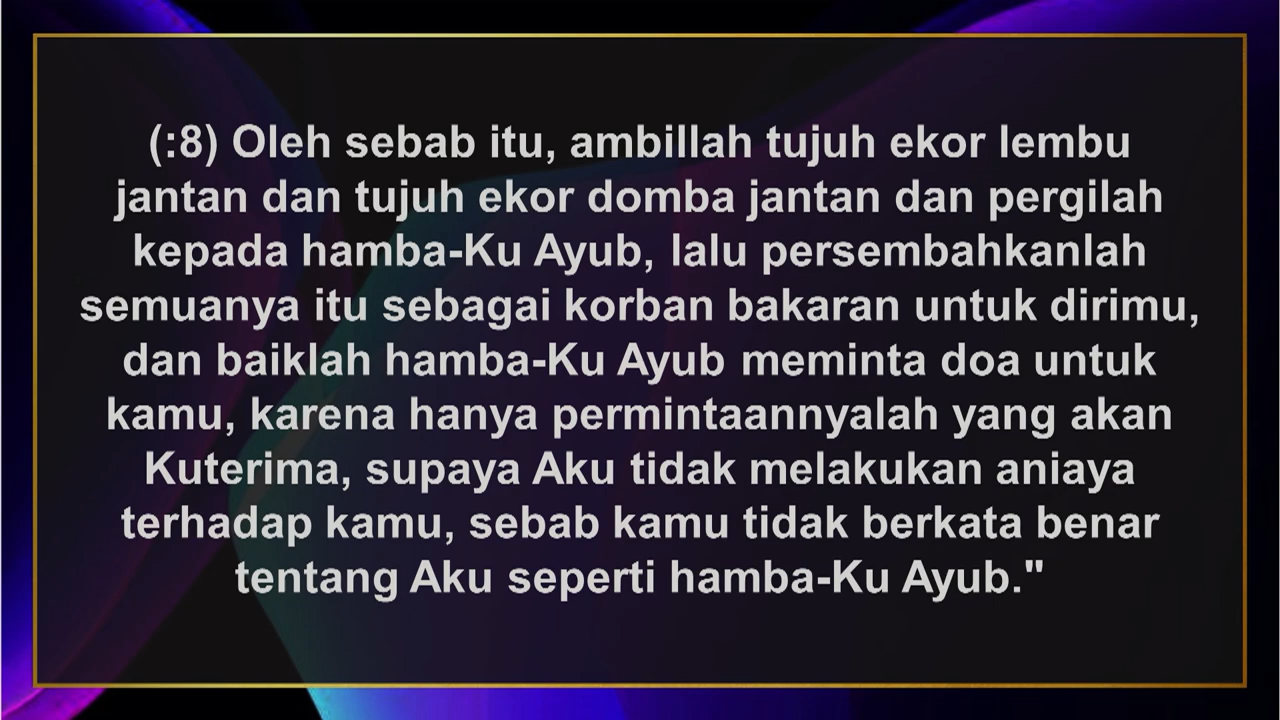 (:8) Oleh sebab itu, ambillah tujuh ekor lembu
jantan dan tujuh ekor domba jantan dan pergilah
kepada hamba-Ku Ayub, lalu persembahkanlah
semuanya itu sebagai korban bakaran untuk dirimu,
dan baiklah hamba-Ku Ayub meminta doa untuk
kamu, karena hanya permintaannyalah yang akan
Kuterima, supaya Aku tidak melakukan aniaya
terhadap kamu, sebab kamu tidak berkata benar
tentang Aku seperti hamba-Ku Ayub."